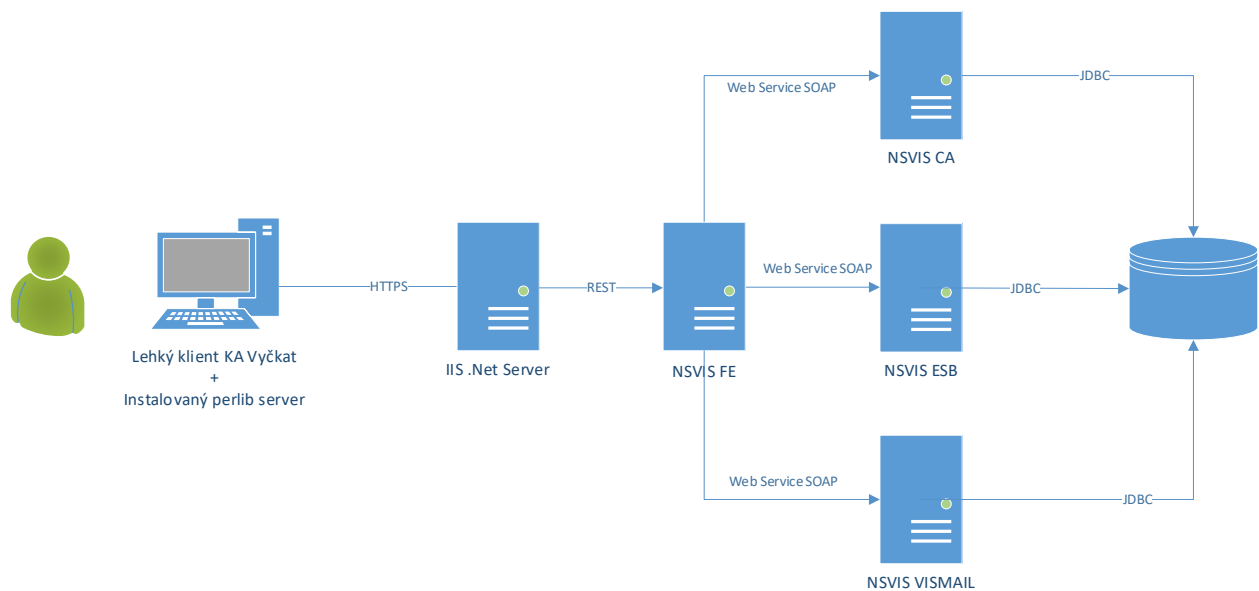 Lehký klient KA Vyčkat
+
Instalovaný perlib server
HTTPS
IIS .Net Server
REST
NSVIS FE
Web Service SOAP
NSVIS CA
JDBC
Web Service SOAP
NSVIS ESB
JDBC
Web Service SOAP
NSVIS VISMAIL
JDBC